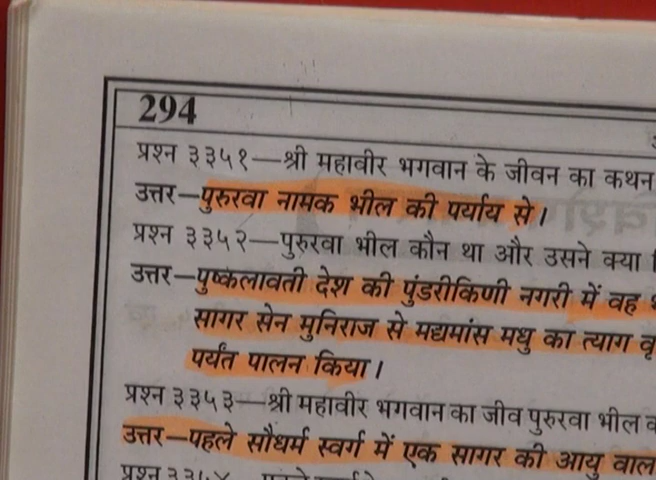 294
प्रश्न ३३५१—श्री महावीर भगवान के जीवन का कथन
उत्तर—पुरुरवा नामक भील की पर्याय से।
प्रश्न ३३५२—पुरुरवा भील कौन था और उसने क्या
उत्तर—पुष्कलावती देश की पुंडरीकिणी नगरी में वह
सागर सेन मुनिराज से मद्यमांस मधु का त्याग
पर्यंत पालन किया।
प्रश्न ३३५३—श्री महावीर भगवान का जीव पुरुरवा भील
उत्तर—पहले सौधर्म स्वर्ग में एक सागर की आयु
प्रश्न